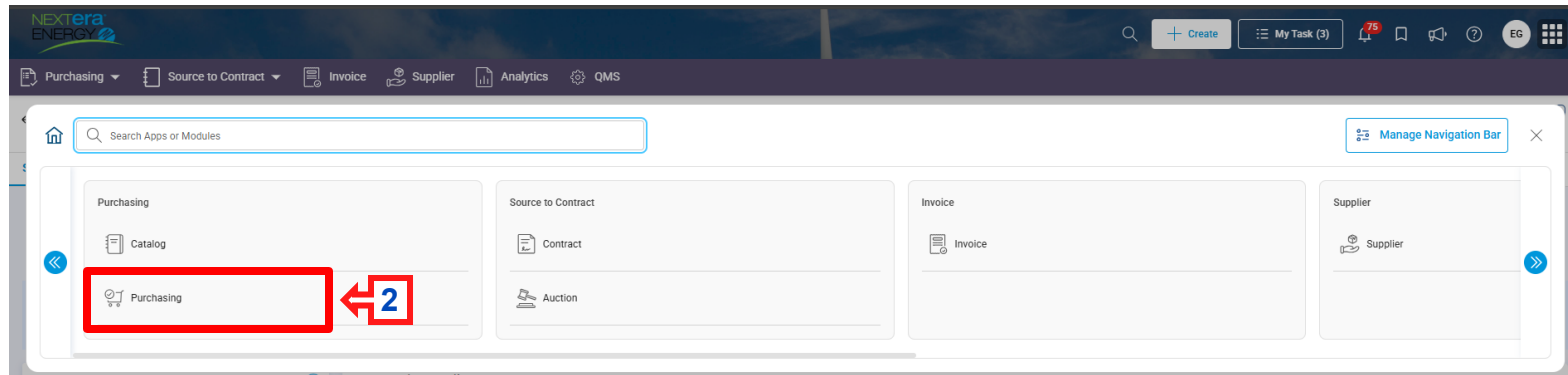 NEXTera
ENERGY
Create
My Task (3)
75
EG
Purchasing
Source to Contract
Invoice
Supplier
Analytics
QMS
Search Apps or Modules
Manage Navigation Bar
Purchasing
Source to Contract
Invoice
Supplier
Catalog
Contract
Invoice
Supplier
Purchasing
2
Auction